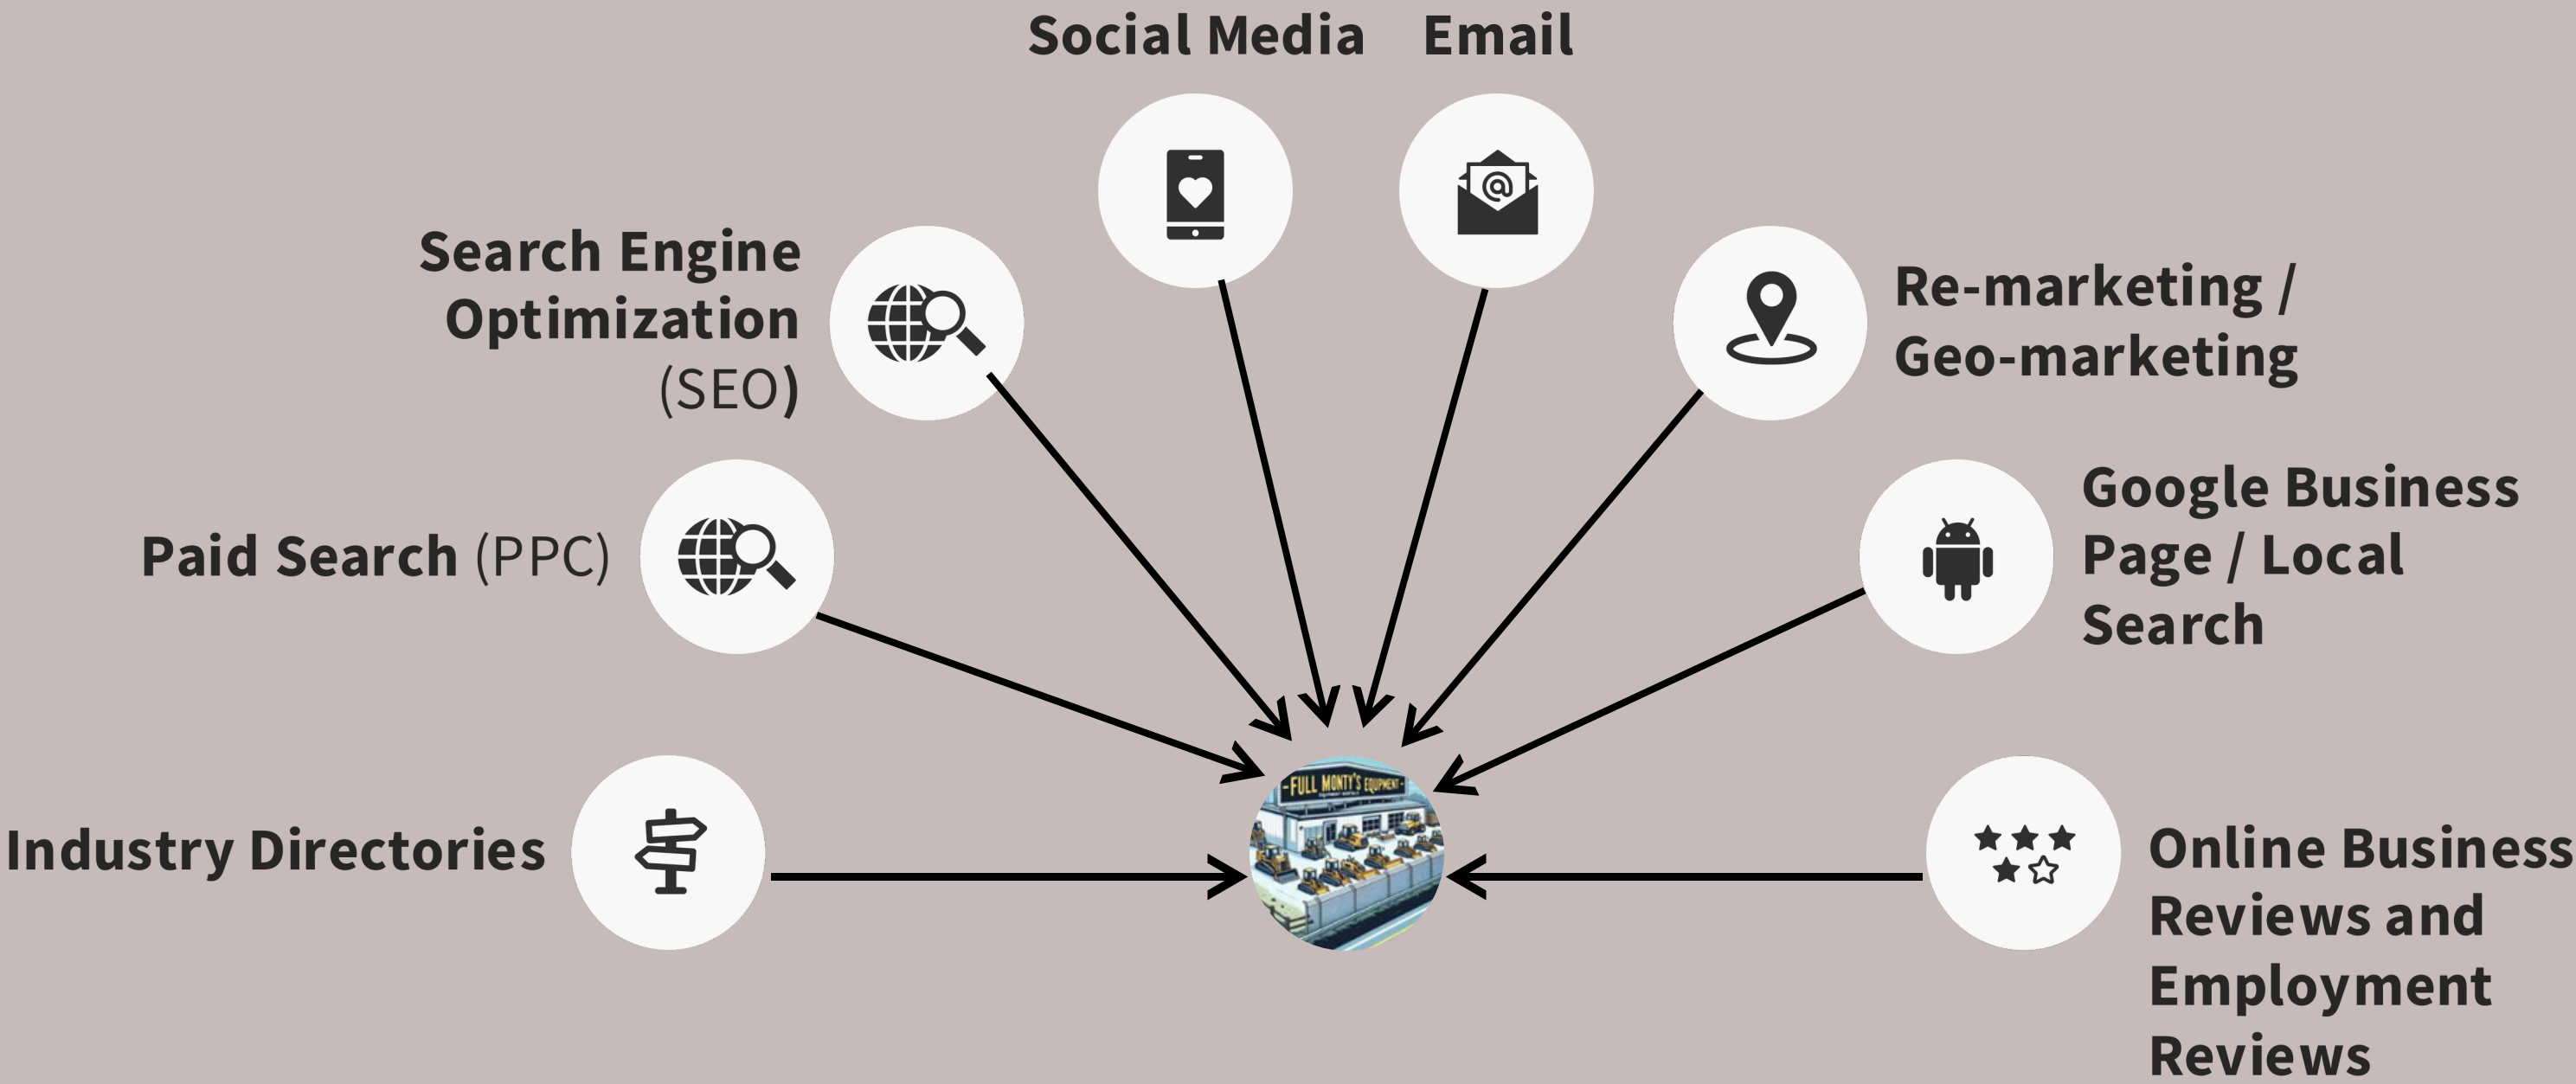 Social Media
Email
Search Engine
Optimization
(SEO)
Re-marketing /
Geo-marketing
Paid Search (PPC)
Google Business
Page / Local
Search
Industry Directories
-FULL MONTY'S EQUIPMENT-
Online Business
Reviews and
Employment
Reviews